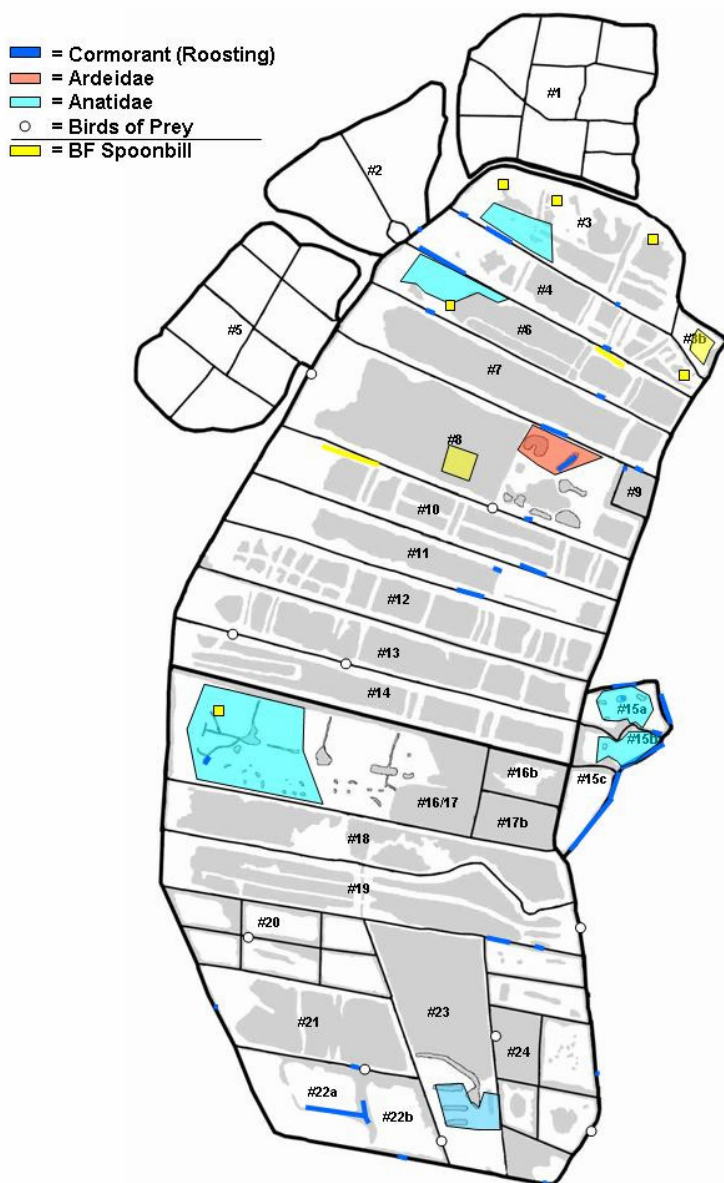 = Cormorant (Roosting)
= Ardeidae
= Anatidae
= Birds of Prey
= BF Spoonbill
#1
#2
#3
#4
#5
#3b
#6
#7
#8
#9
#10
#11
#12
#13
#14
#15a
#15b
#15c
#16b
#16/17
#17b
#18
#19
#20
#23
#21
#24
#22a
#22b